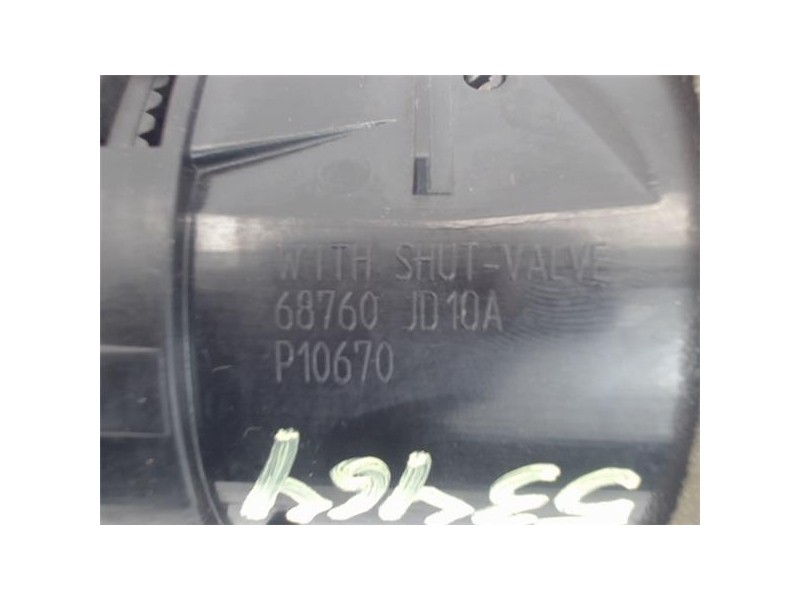 WITH SHUT-VALVE
68760 JD10A
P10670
53464